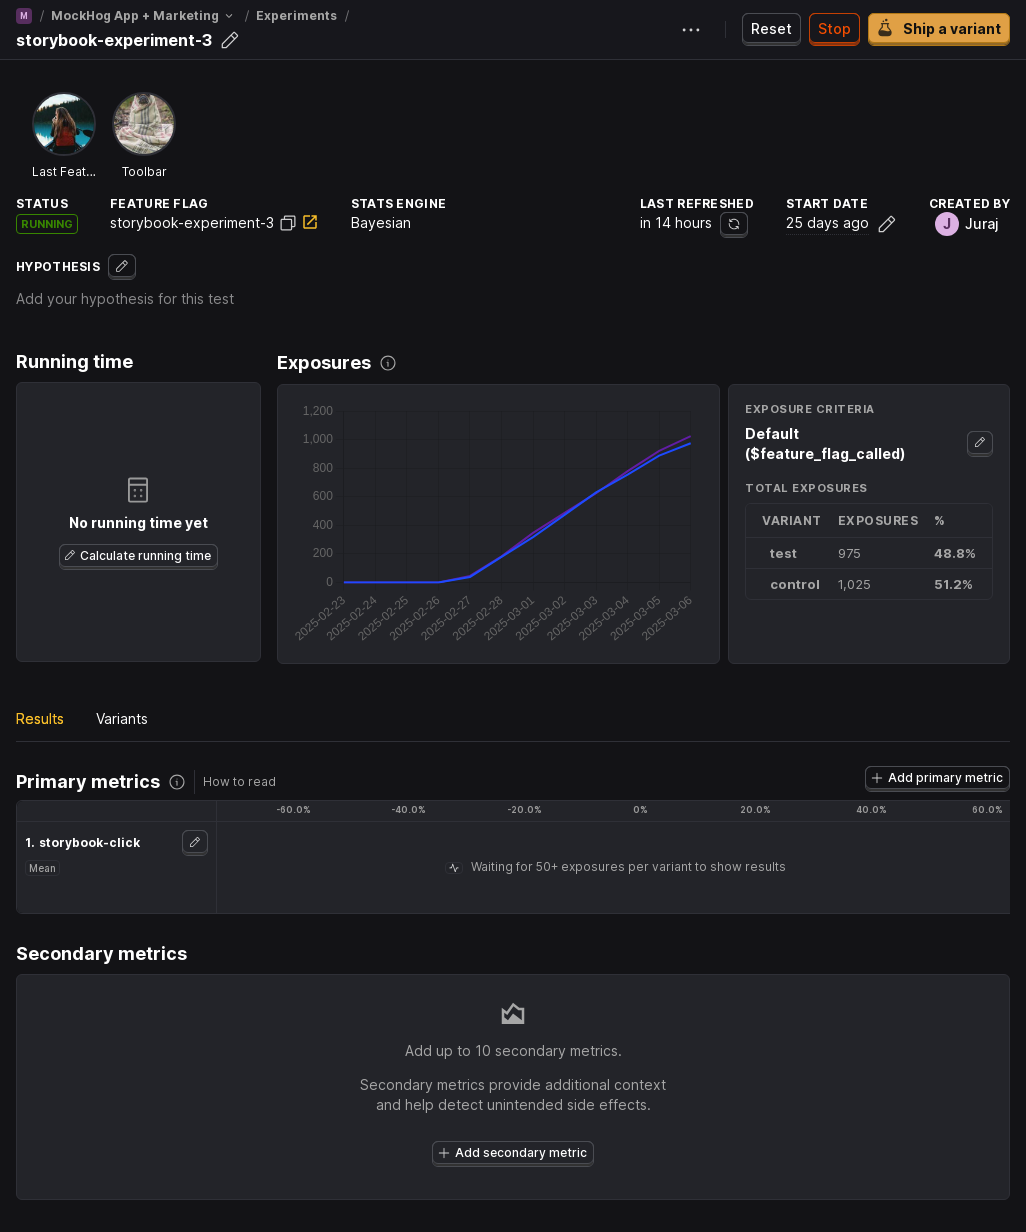 M / MockHog App + Marketing / Experiments /
storybook-experiment-3
Reset
Stop
Ship a variant
Last Feat...
Toolbar
STATUS
RUNNING
FEATURE FLAG
storybook-experiment-3
STATS ENGINE
Bayesian
LAST REFRESHED
in 14 hours
START DATE
25 days ago
CREATED BY
J Juraj
HYPOTHESIS
Add your hypothesis for this test
Running time
No running time yet
Calculate running time
Exposures
1,200
1,000
800
600
400
200
0
2025-02-23
2025-02-24
2025-02-25
2025-02-26
2025-02-27
2025-02-28
2025-03-01
2025-03-02
2025-03-03
2025-03-04
2025-03-05
2025-03-06
EXPOSURE CRITERIA
Default
($feature_flag_called)
TOTAL EXPOSURES
VARIANT EXPOSURES %
test 975 48.8%
control 1,025 51.2%
Results
Variants
Primary metrics
How to read
Add primary metric
-60.0% -40.0% -20.0% 0% 20.0% 40.0% 60.0%
1. storybook-click
Mean
Waiting for 50+ exposures per variant to show results
Secondary metrics
Add up to 10 secondary metrics.
Secondary metrics provide additional context
and help detect unintended side effects.
Add secondary metric